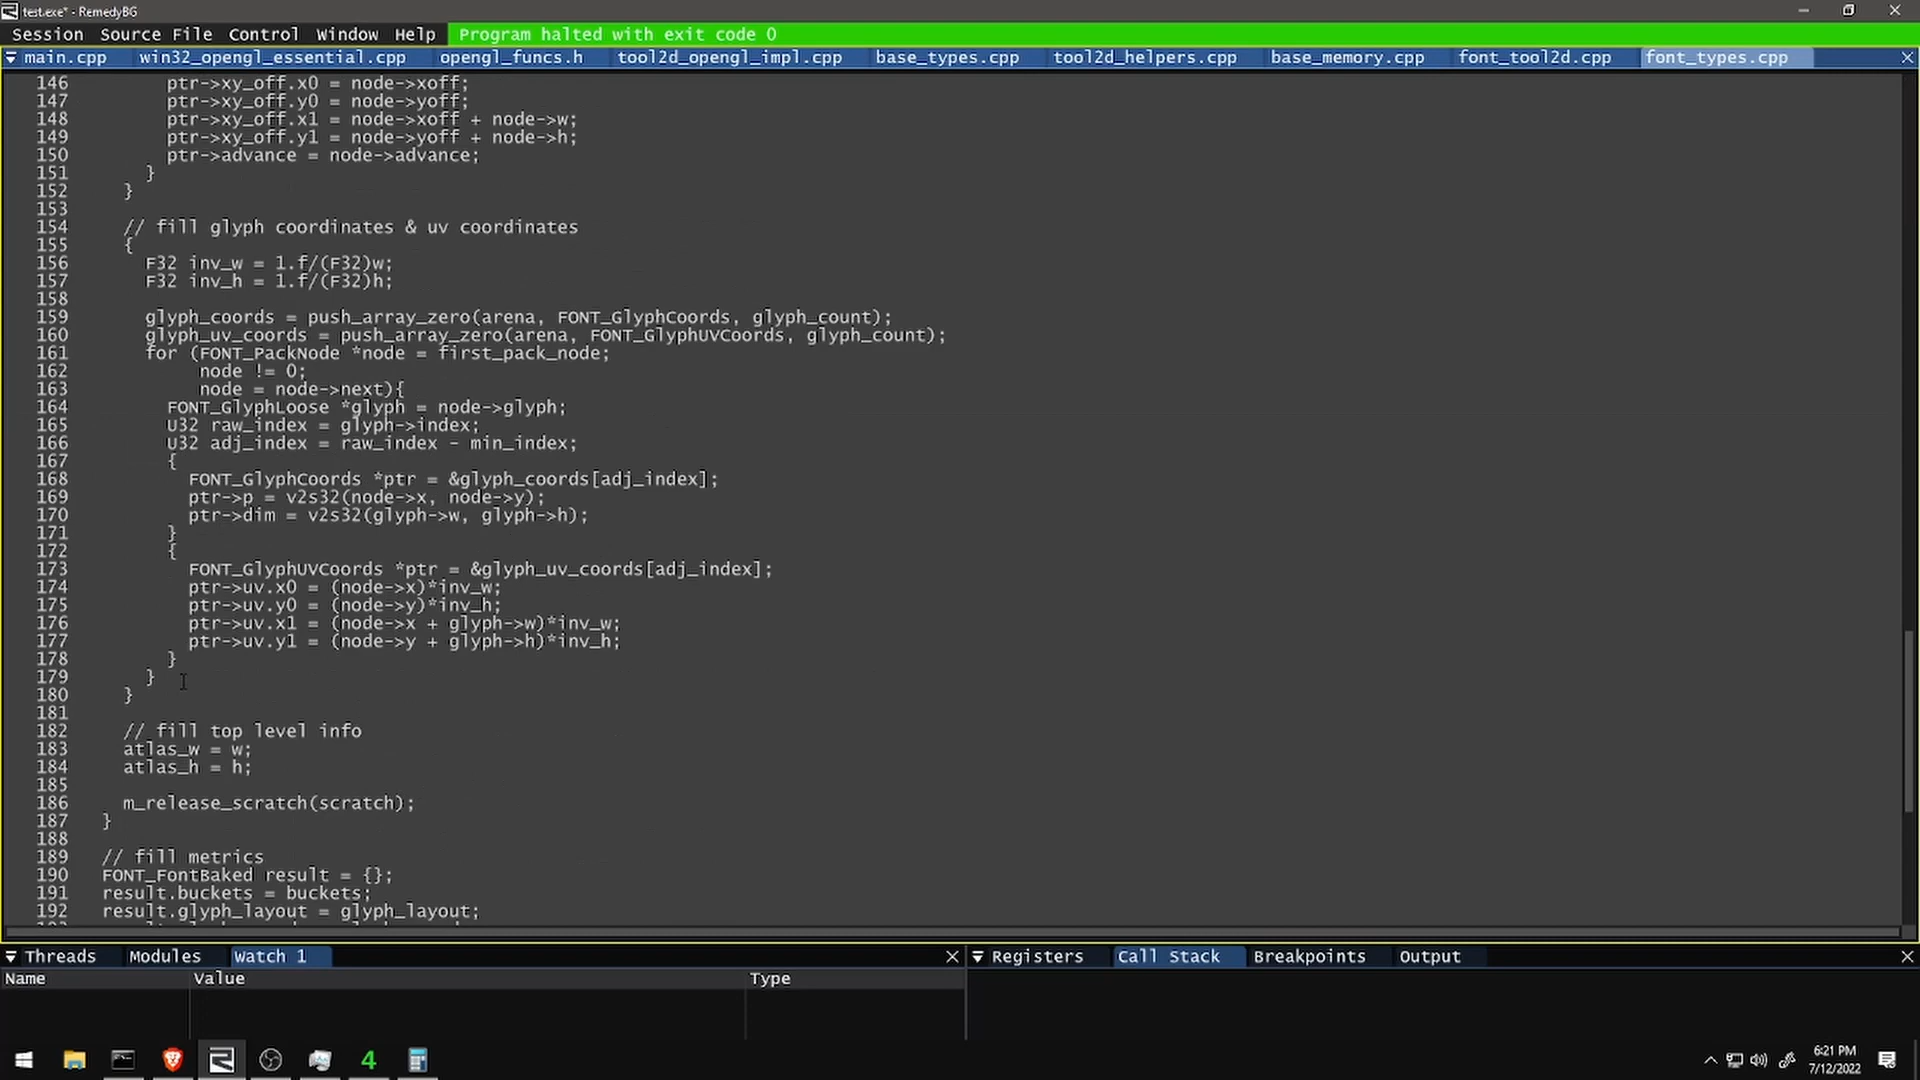 test.exe* - RemedyBG
Session Source File Control Window Help Program halted with exit code 0
main.cpp win32_opengl_essential.cpp opengl_funcs.h tool2d_opengl_impl.cpp base_types.cpp tool2d_helpers.cpp base_memory.cpp font_tool2d.cpp font_types.cpp
146 ptr->xy_off.x0 = node->xoff;
147 ptr->xy_off.y0 = node->yoff;
148 ptr->xy_off.x1 = node->xoff + node->w;
149 ptr->xy_off.y1 = node->yoff + node->h;
150 ptr->advance = node->advance;
151 }
152 }
153
154 // fill glyph coordinates & uv coordinates
155 {
156 F32 inv_w = 1.f/(F32)w;
157 F32 inv_h = 1.f/(F32)h;
158
159 glyph_coords = push_array_zero(arena, FONT_GlyphCoords, glyph_count);
160 glyph_uv_coords = push_array_zero(arena, FONT_GlyphUVCoords, glyph_count);
161 for (FONT_PackNode *node = first_pack_node;
162 node != 0;
163 node = node->next){
164 FONT_GlyphLoose *glyph = node->glyph;
165 U32 raw_index = glyph->index;
166 U32 adj_index = raw_index - min_index;
167 {
168 FONT_GlyphCoords *ptr = &glyph_coords[adj_index];
169 ptr->p = v2s32(node->x, node->y);
170 ptr->dim = v2s32(glyph->w, glyph->h);
171 }
172 {
173 FONT_GlyphUVCoords *ptr = &glyph_uv_coords[adj_index];
174 ptr->uv.x0 = (node->x)*inv_w;
175 ptr->uv.y0 = (node->y)*inv_h;
176 ptr->uv.x1 = (node->x + glyph->w)*inv_w;
177 ptr->uv.y1 = (node->y + glyph->h)*inv_h;
178 }
179 }
180 }
181
182 // fill top level info
183 atlas_w = w;
184 atlas_h = h;
185
186 m_release_scratch(scratch);
187 }
188
189 // fill metrics
190 FONT_FontBaked result = {};
191 result.buckets = buckets;
192 result.glyph_layout = glyph_layout;
Threads Modules Watch 1 Registers Call Stack Breakpoints Output
Name Value Type
4
6:21 PM
7/12/2022